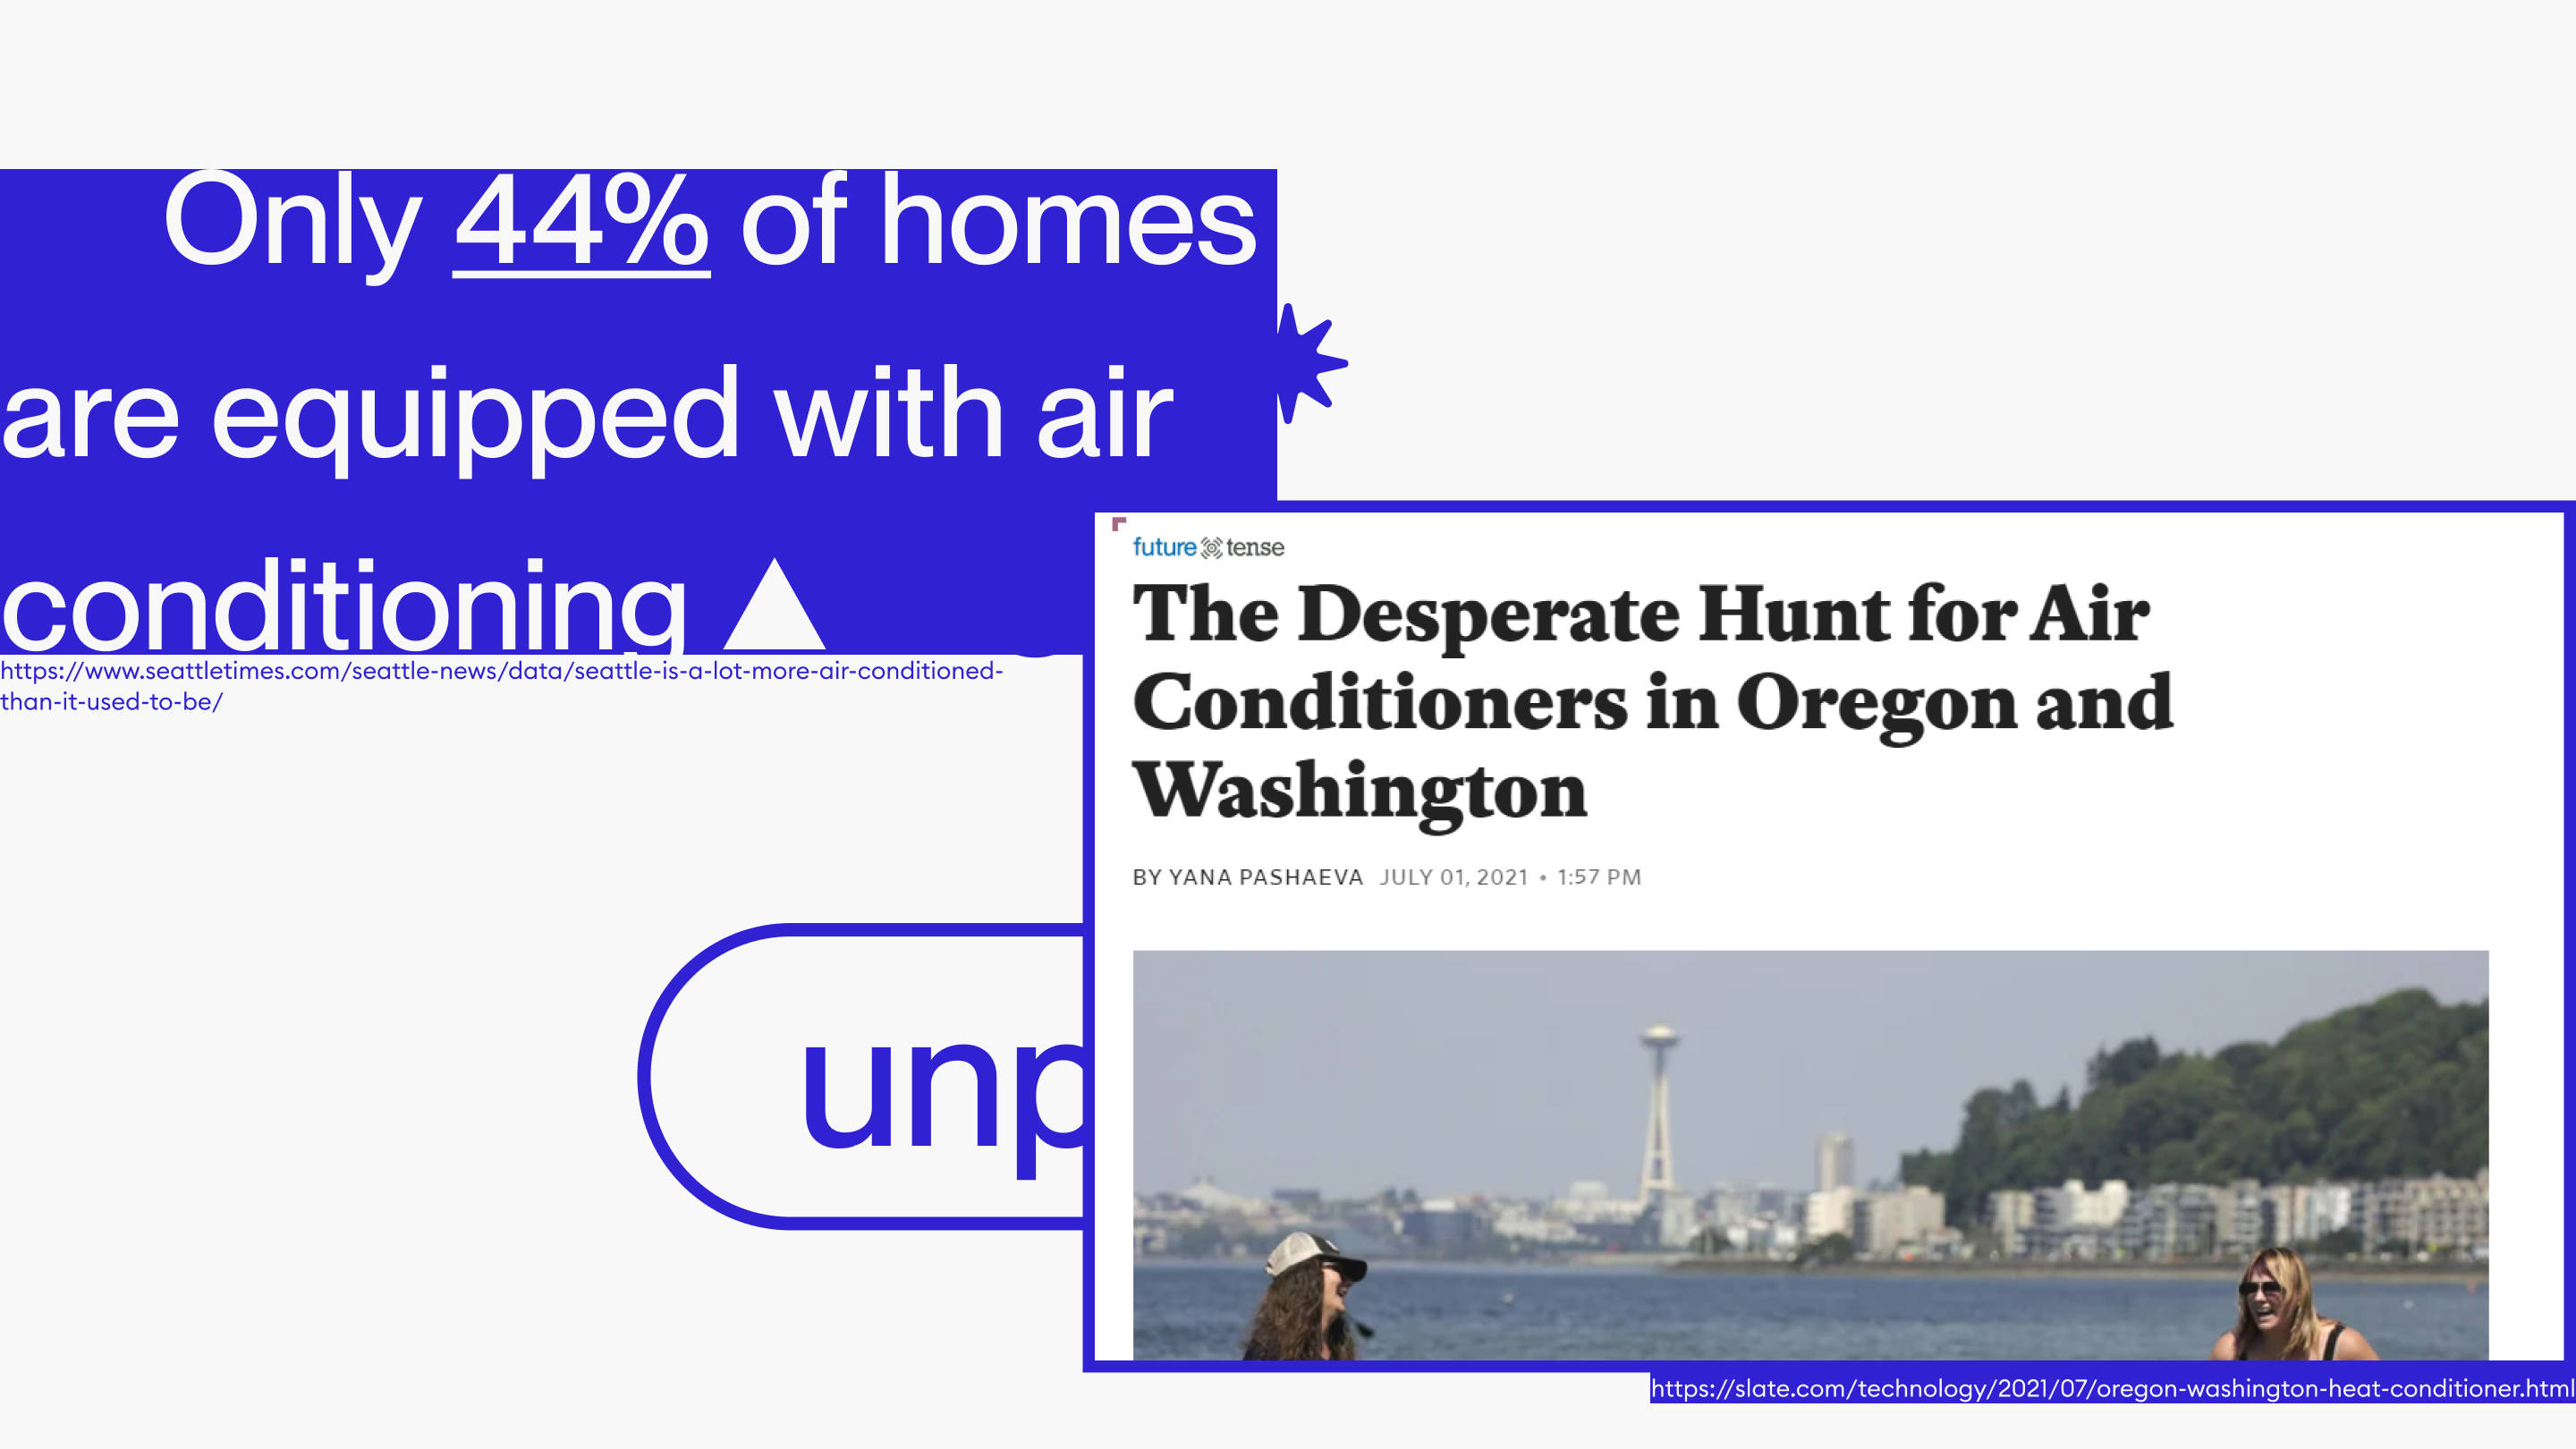 Only 44% of homes
are equipped with air
conditioning
https://www.seattletimes.com/seattle-news/data/seattle-is-a-lot-more-air-conditioned-
than-it-used-to-be/
unp
future tense
The Desperate Hunt for Air
Conditioners in Oregon and
Washington
BY YANA PASHAEVA JULY 01, 2021 • 1:57 PM
https://slate.com/technology/2021/07/oregon-washington-heat-conditioner.html